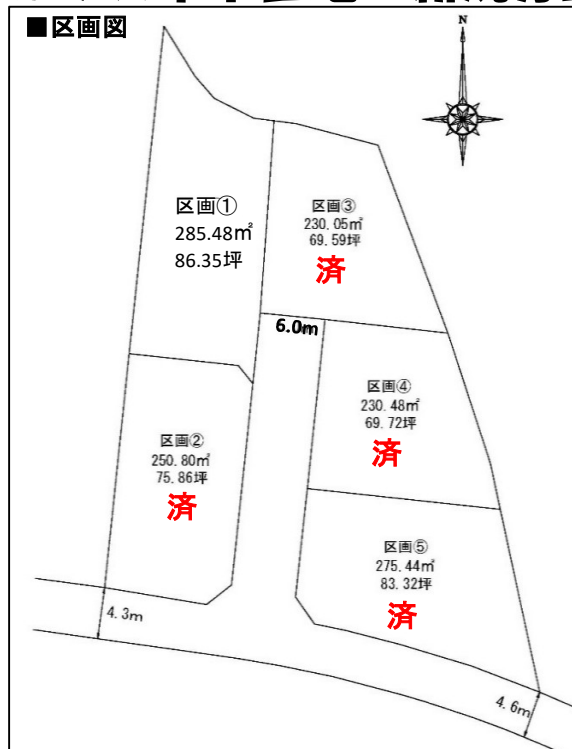 ■区画図
N
区画①
285.48㎡
86.35坪
区画③
230.05㎡
69.59坪
済
6.0m
区画④
230.48㎡
69.72坪
済
区画②
250.80㎡
75.86坪
済
区画⑤
275.44㎡
83.32坪
済
4.3m
4.6m